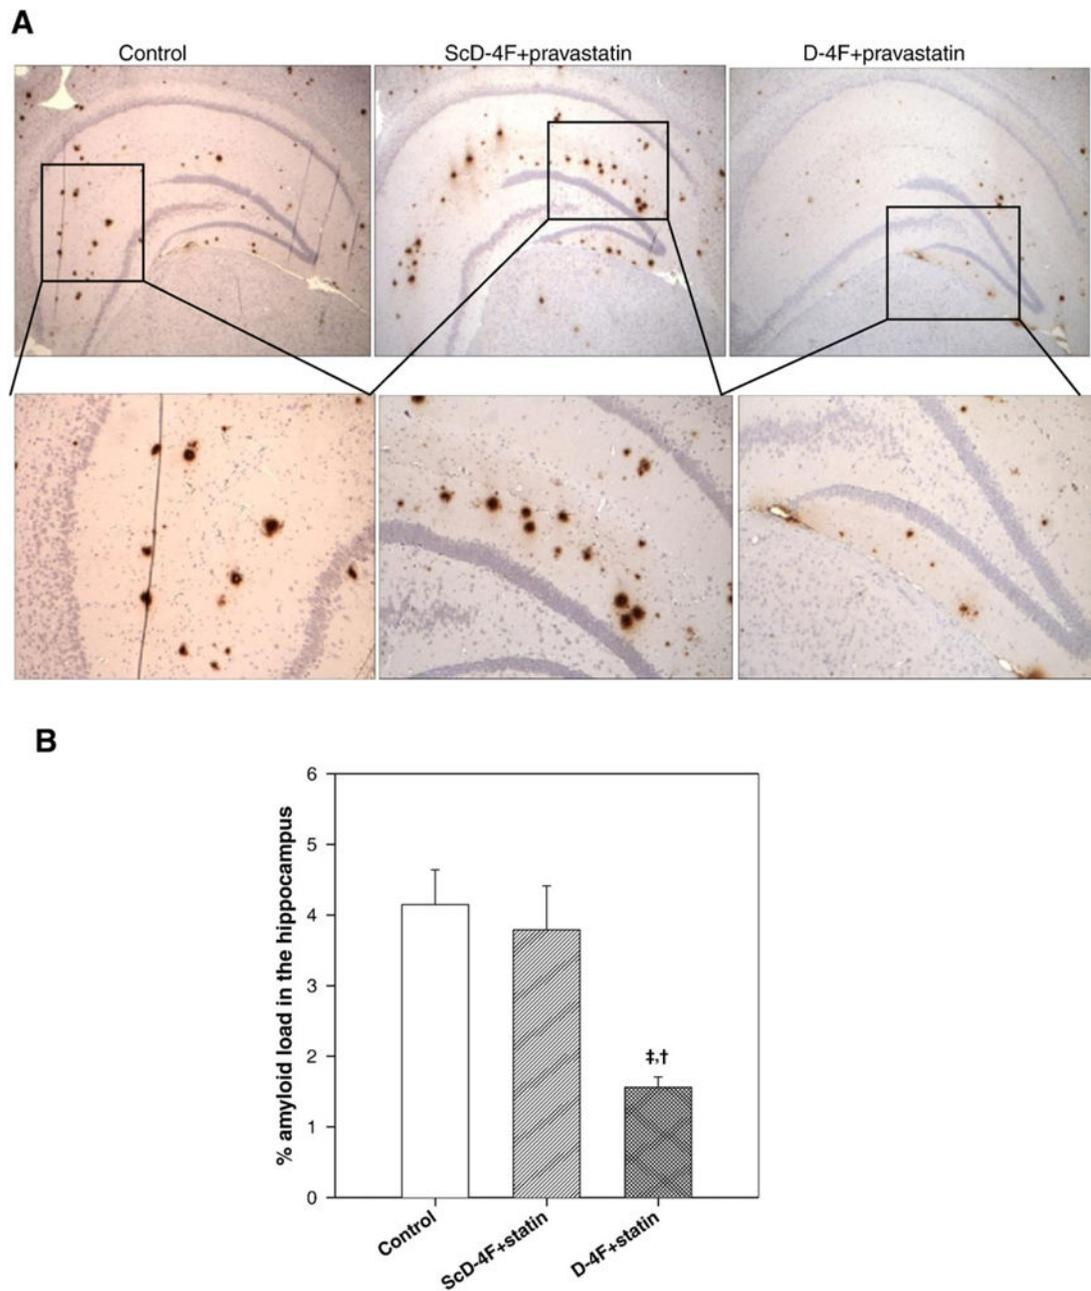 A
Control
ScD-4F+pravastatin
D-4F+pravastatin
B
6
5
4
3
2
1
0
% amyloid load in the hippocampus
‡,†
Control
ScD-4F+statin
D-4F+statin